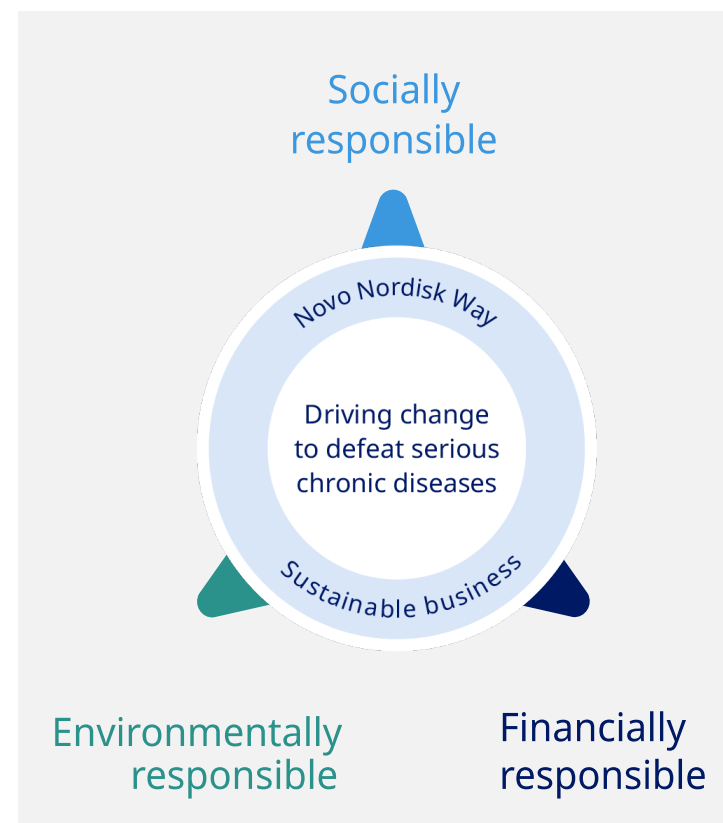 Socially
responsible
Novo Nordisk Way
Driving change
to defeat serious
chronic diseases
Sustainable business
Environmentally
responsible
Financially
responsible